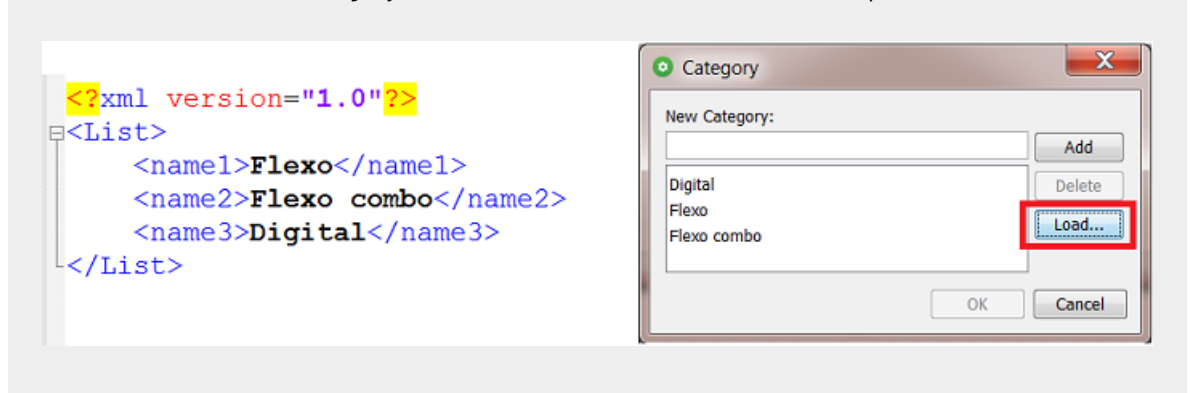 <?xml version="1.0"?>
<List>
<name1>Flexo</name1>
<name2>Flexo combo</name2>
<name3>Digital</name3>
</List>
Category
X
New Category:
Add
Digital
Delete
Flexo
Load...
Flexo combo
OK
Cancel